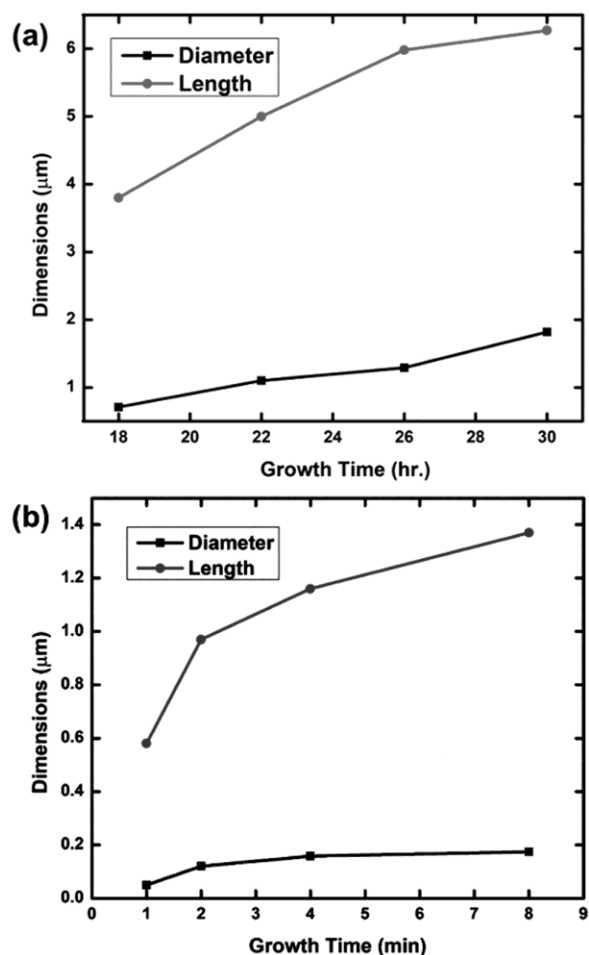 (a)
Diameter
Length
6
5
4
3
2
1
Dimensions (μm)
18 20 22 24 26 28 30
Growth Time (hr.)
(b)
Diameter
Length
1.4
1.2
1.0
0.8
0.6
0.4
0.2
0.0
Dimensions (μm)
0 1 2 3 4 5 6 7 8 9
Growth Time (min)